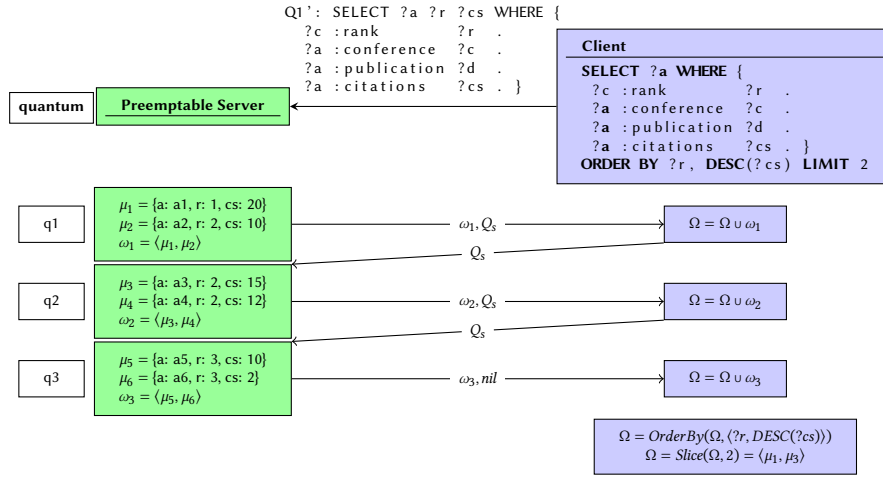 Q1': SELECT ?a ?r ?cs WHERE {
?c :rank ?r .
?a :conference ?c .
?a :publication ?d .
?a :citations ?cs . }
Client
SELECT ?a WHERE {
?c :rank ?r .
?a :conference ?c .
?a :publication ?d .
?a :citations ?cs . }
ORDER BY ?r, DESC(?cs) LIMIT 2
quantum
Preemptable Server
q1
μ₁ = {a: a1, r: 1, cs: 20}
μ₂ = {a: a2, r: 2, cs: 10}
ω₁ = ⟨μ₁, μ₂⟩
ω₁, Qₛ
Ω = Ω ∪ ω₁
Qₛ
q2
μ₃ = {a: a3, r: 2, cs: 15}
μ₄ = {a: a4, r: 2, cs: 12}
ω₂ = ⟨μ₃, μ₄⟩
ω₂, Qₛ
Ω = Ω ∪ ω₂
Qₛ
q3
μ₅ = {a: a5, r: 3, cs: 10}
μ₆ = {a: a6, r: 3, cs: 2}
ω₃ = ⟨μ₅, μ₆⟩
ω₃, nil
Ω = Ω ∪ ω₃
Ω = OrderBy(Ω, ⟨?r, DESC(?cs)⟩)
Ω = Slice(Ω, 2) = ⟨μ₁, μ₃⟩